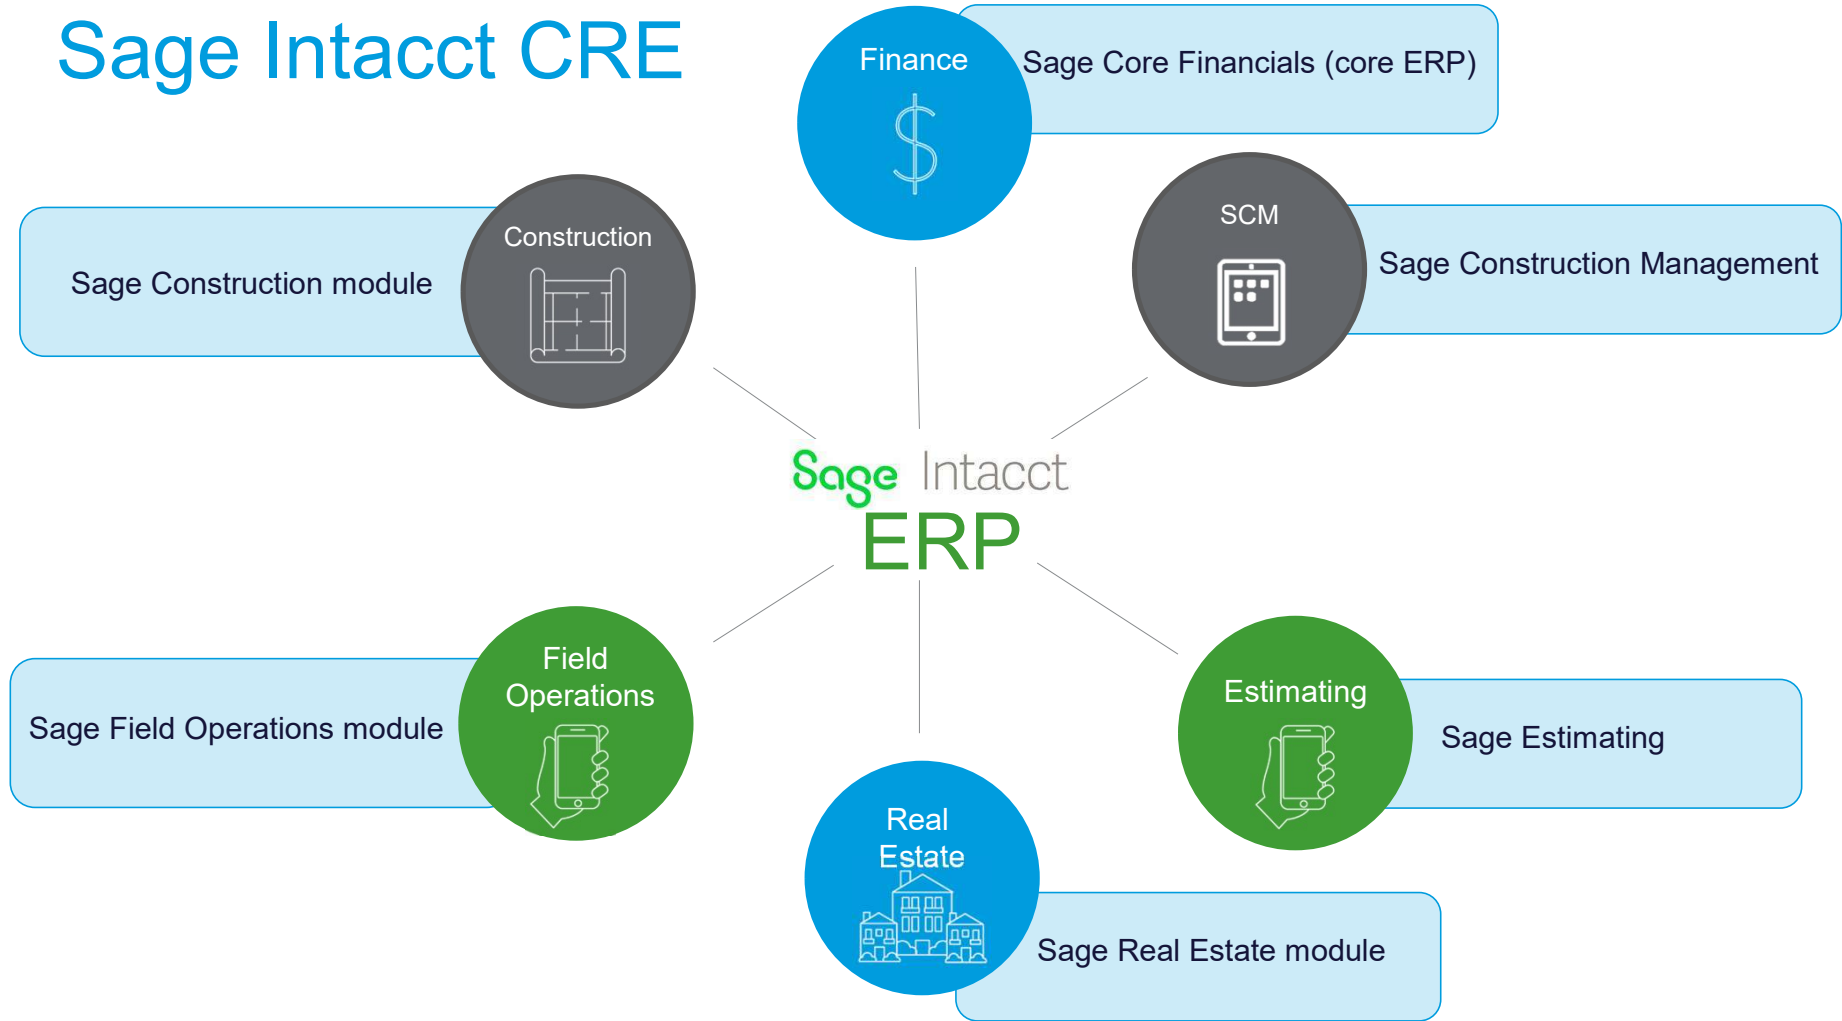 Sage Intacct CRE
Finance
Sage Core Financials (core ERP)
SCM
Sage Construction Management
Construction
Sage Construction module
Sage Intacct
ERP
Field
Operations
Sage Field Operations module
Estimating
Sage Estimating
Real
Estate
Sage Real Estate module